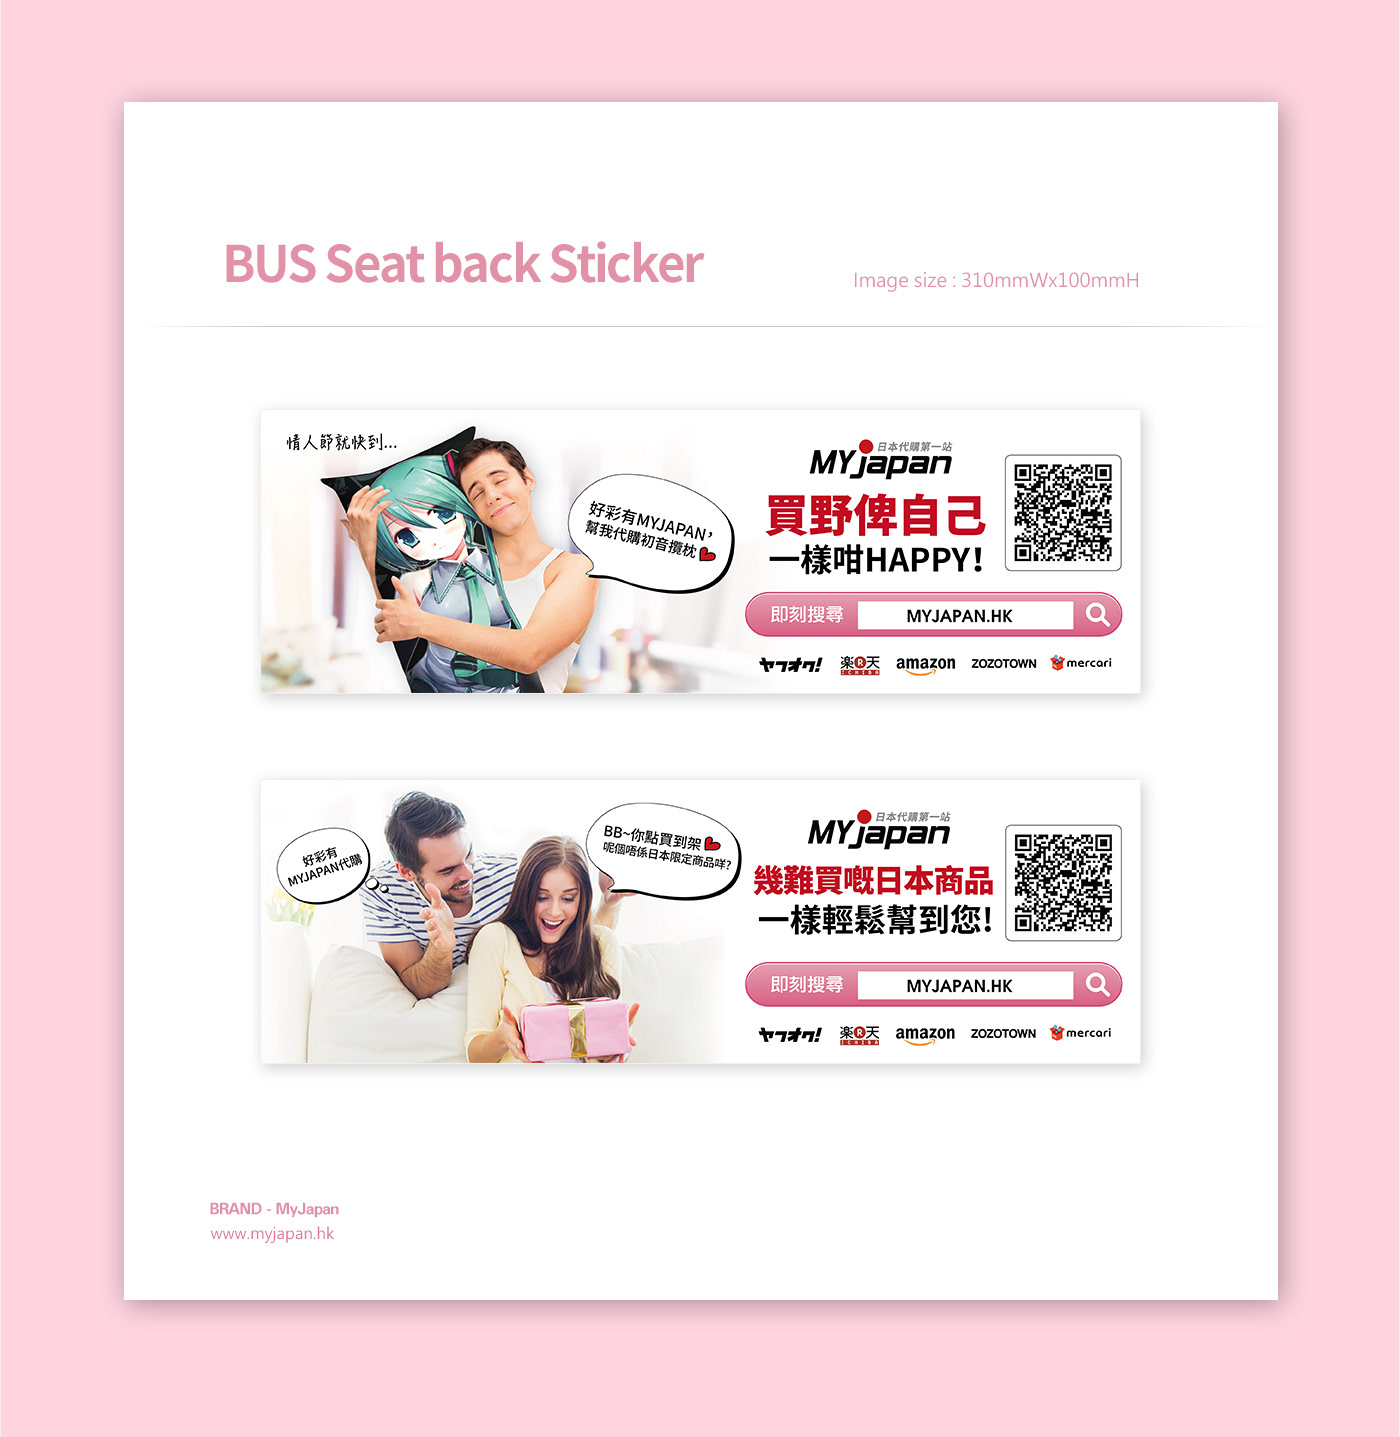 BUS Seat back Sticker
Image size : 310mmWx100mmH
情人節就快到...
好彩有MYJAPAN，
幫我代購初音攬枕
日本代購第一站
MYjapan
買野俾自己
一樣咁HAPPY!
即刻搜尋 MYJAPAN.HK
ヤフオク! 楽R天 ICHIBA amazon ZOZOTOWN mercari
好彩有
MYJAPAN代購
BB~你點買到架
呢個唔係日本限定商品咩?
日本代購第一站
MYjapan
幾難買嘅日本商品
一樣輕鬆幫到您!
即刻搜尋 MYJAPAN.HK
ヤフオク! 楽R天 ICHIBA amazon ZOZOTOWN mercari
BRAND - MyJapan
www.myjapan.hk